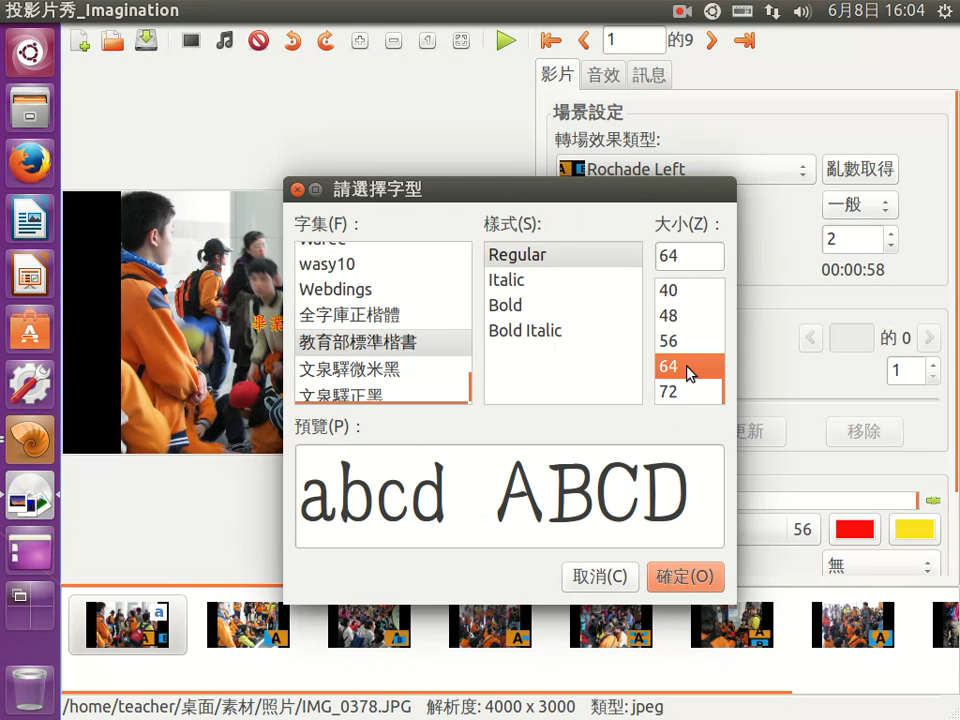 投影片秀_Imagination
6月8日 16:04
1
的9
影片
音效
訊息
場景設定
轉場效果類型:
Rochade Left
亂數取得
一般
2
00:00:58
請選擇字型
字集(F)：
樣式(S):
大小(Z)：
Waree
wasy10
Webdings
全字庫正楷體
教育部標準楷書
文泉驛微米黑
文泉驛正黑
Regular
Italic
Bold
Bold Italic
64
40
48
56
64
72
預覽(P)：
abcd ABCD
取消(C)
確定(O)
的 0
1
更新
移除
56
無
/home/teacher/桌面/素材/照片/IMG_0378.JPG 解析度: 4000 x 3000 類型: jpeg